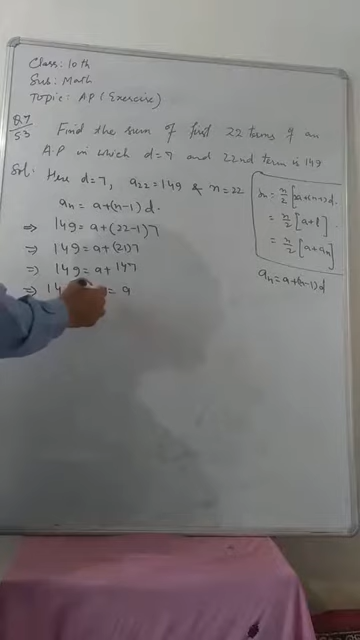 Class: 10th
Sub: Math
Topic: AP (Exercise)
Q7/53 Find the sum of first 22 terms of an
A.P in which d=7 and 22nd term is 149
Sol. Here d=7, a22=149 & n=22
an = a+(n-1)d.
⇒ 149 = a+(22-1)7
⇒ 149 = a+(21)7
⇒ 149 = a+147
⇒ 14 = a
Sn = n/2 [2a+(n-1)d
= n/2 [a+l]
= n/2 [a+an]
an = a+(n-1)d